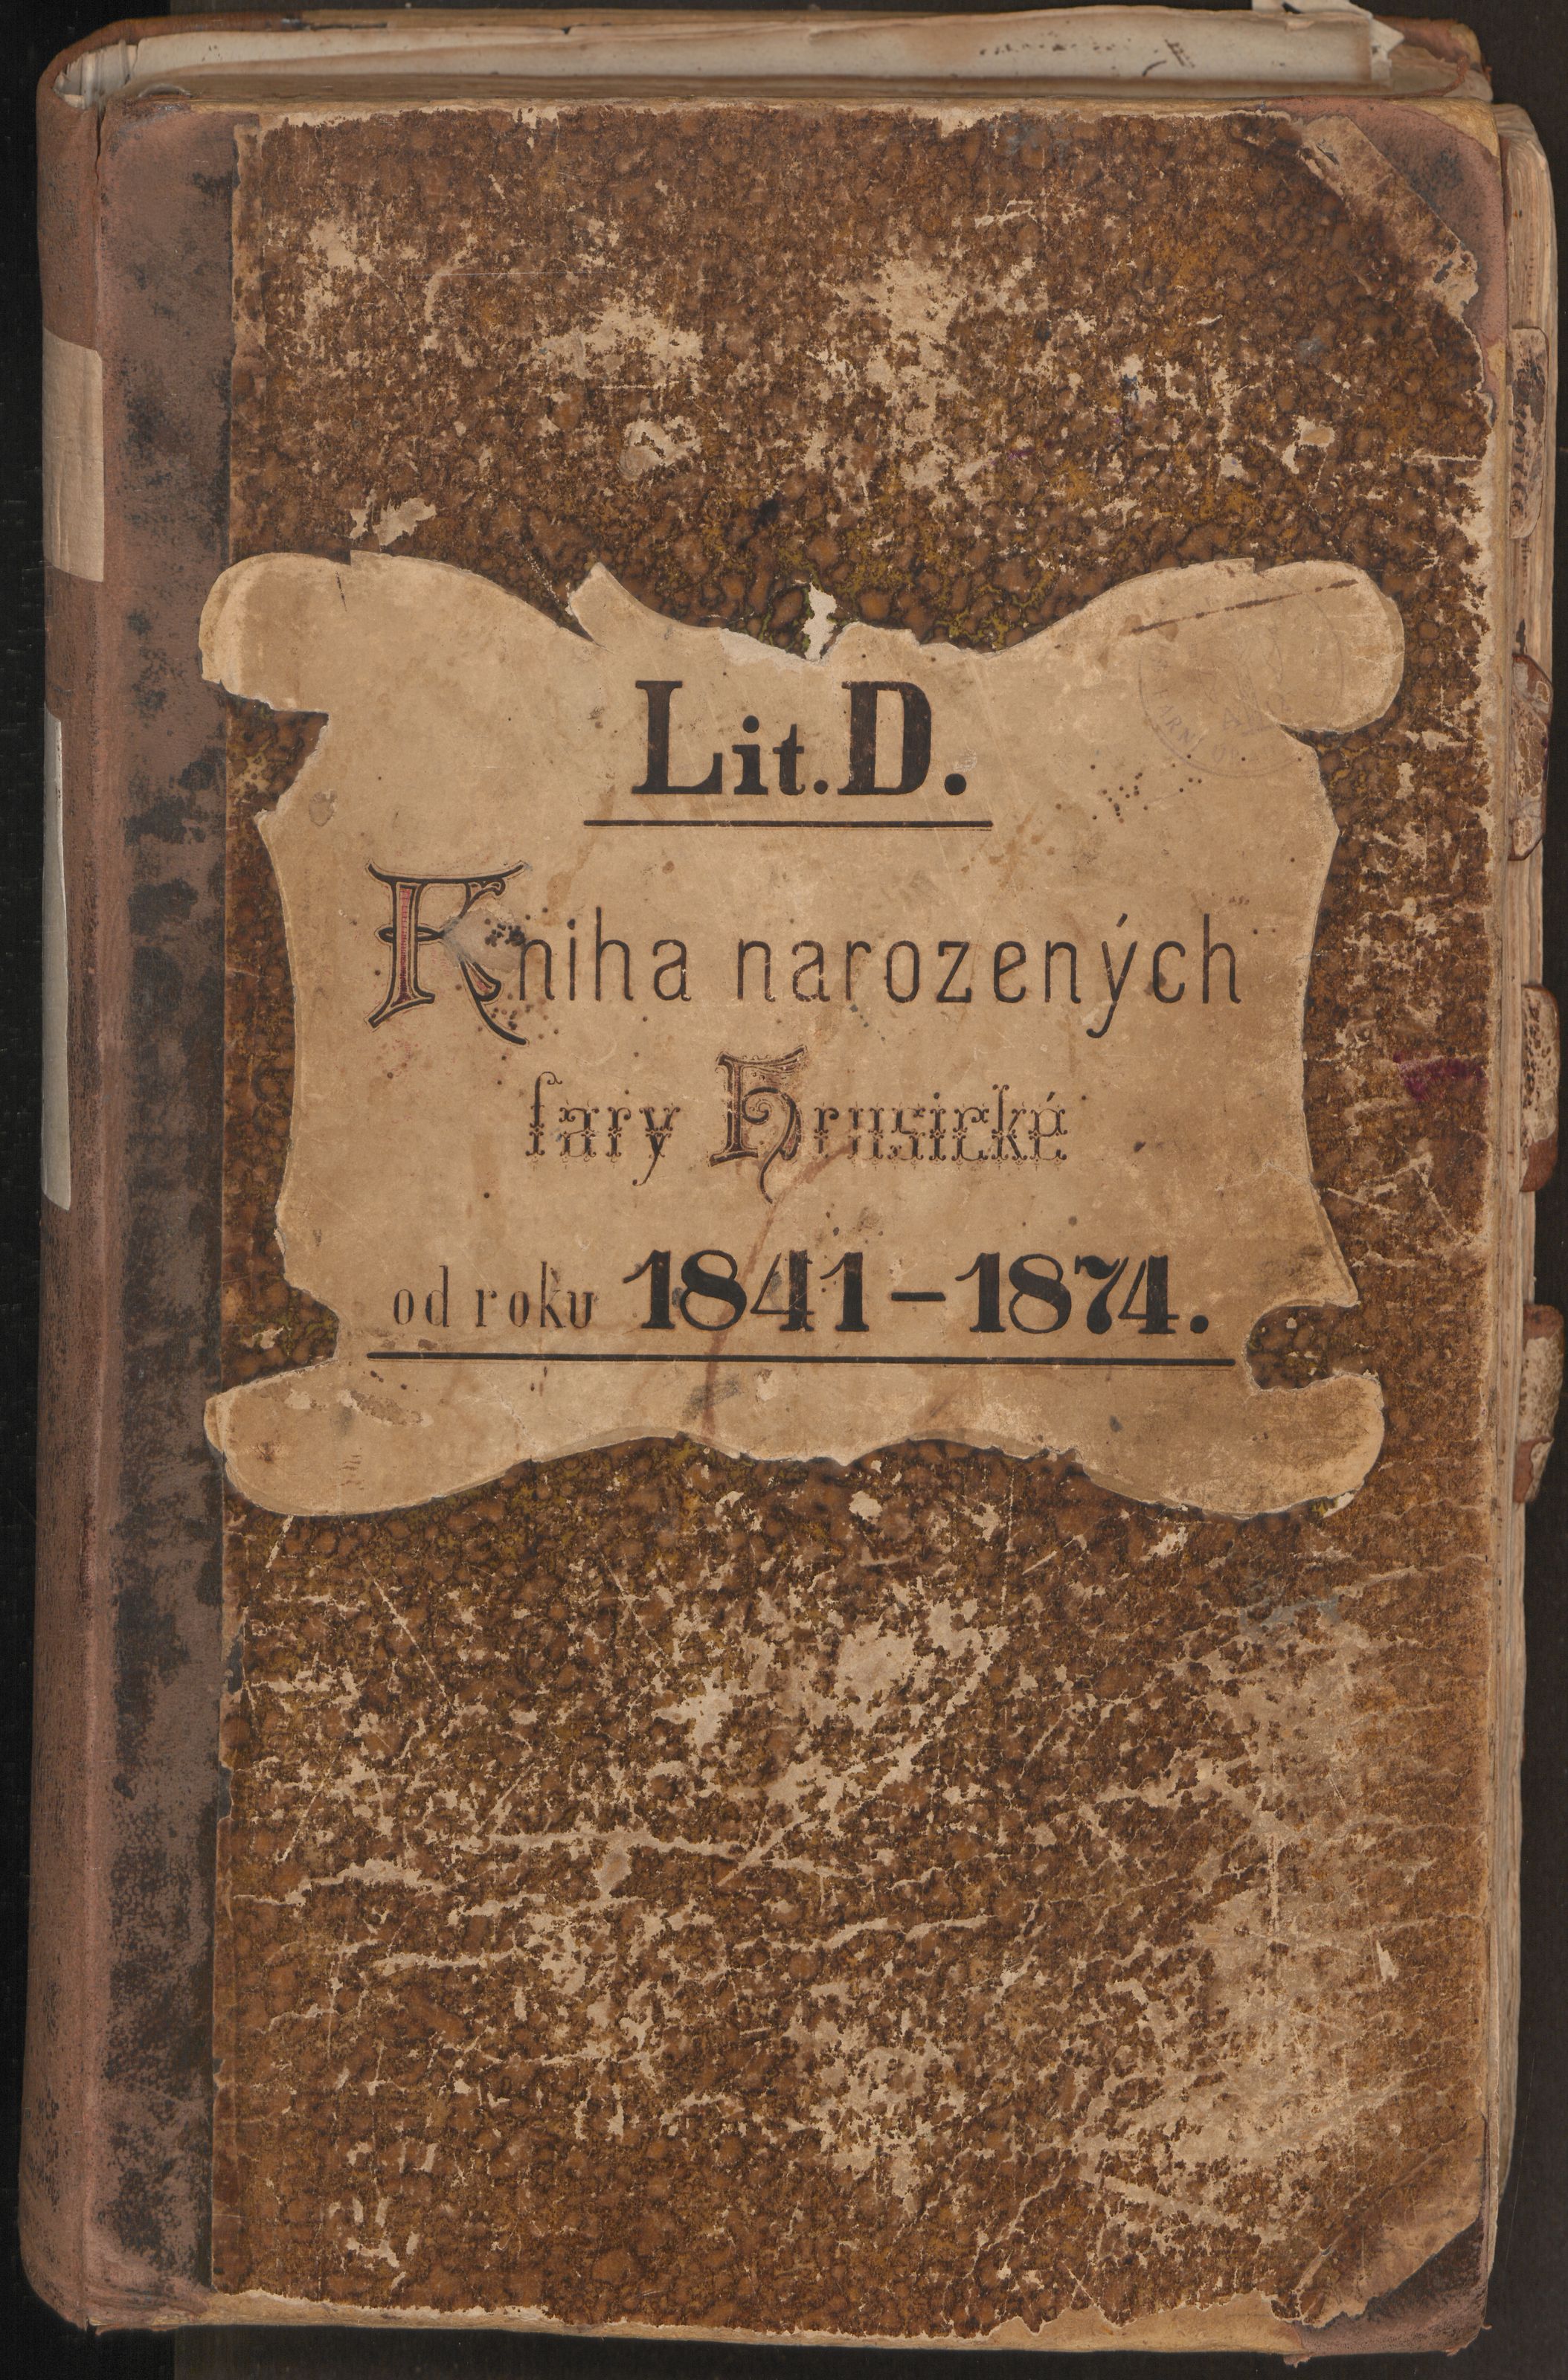 Lit. D.
Kniha narozených
fary Hrusické
od roku 1841-1874.